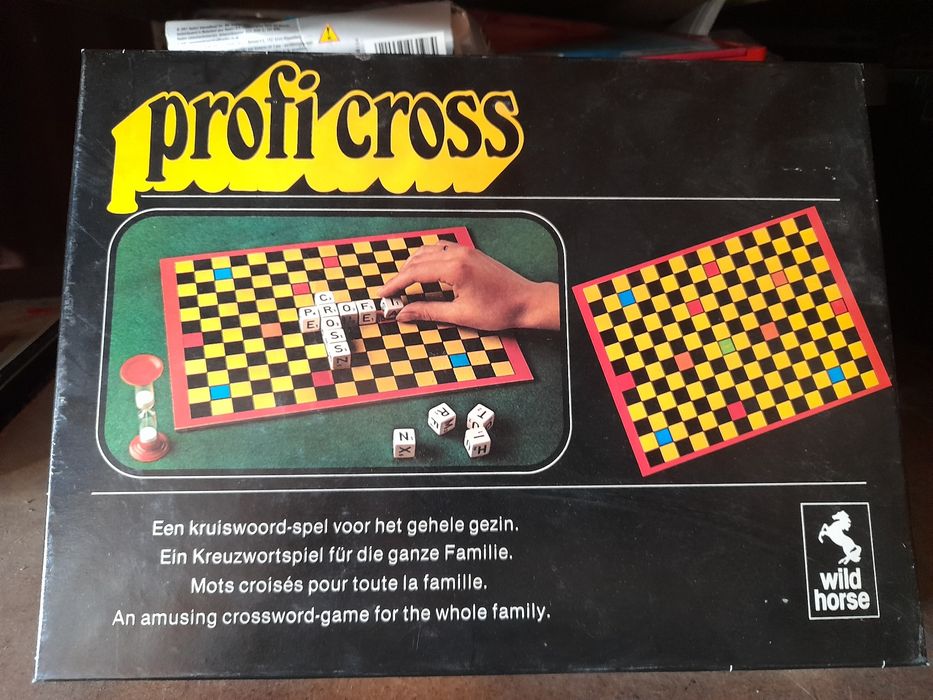 profi cross
Een kruiswoord-spel voor het gehele gezin.
Ein Kreuzwortspiel für die ganze Familie.
Mots croisés pour toute la famille.
An amusing crossword-game for the whole family.
wild
horse